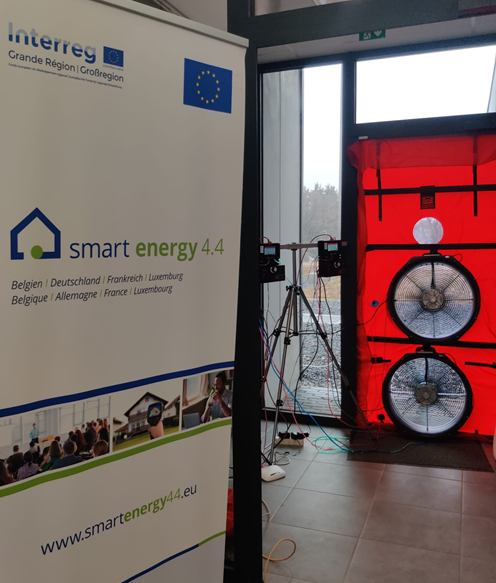 Interreg
Grande Région | Großregion
smart energy 4.4
Belgien | Deutschland | Frankreich | Luxemburg
Belgique | Allemagne | France | Luxembourg
www.smartenergy44.eu